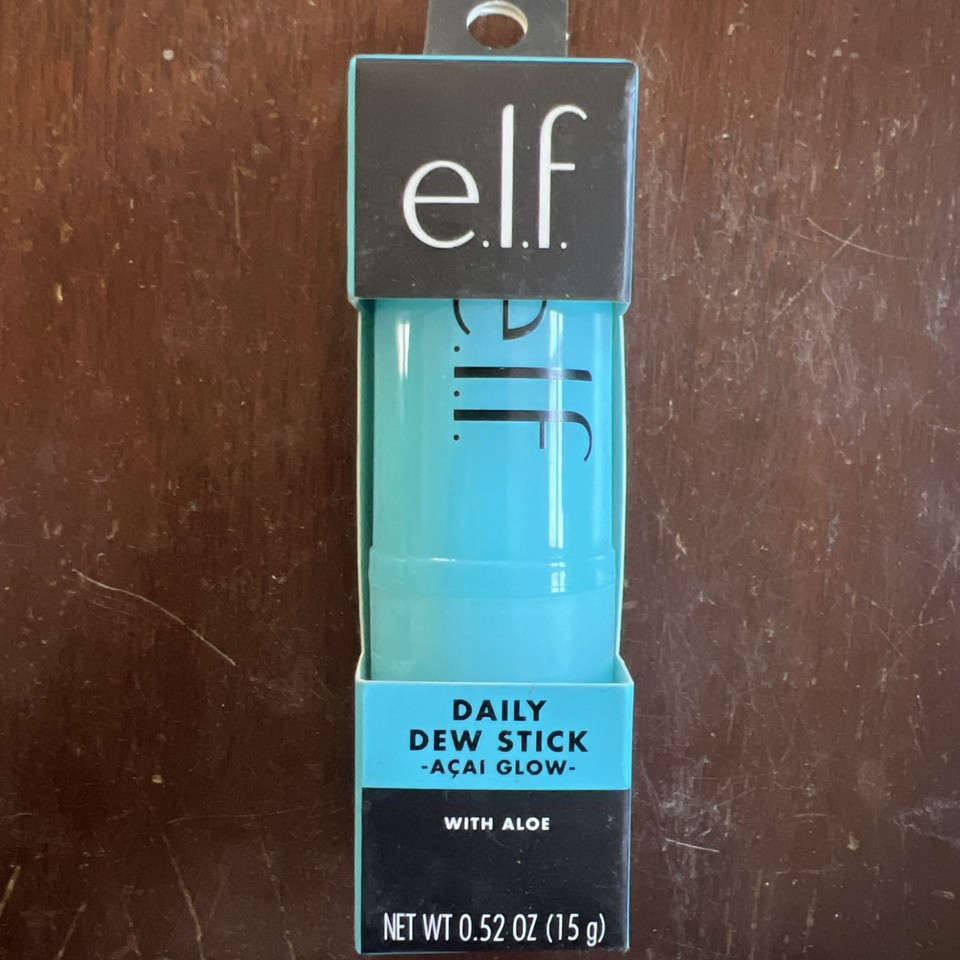 e.l.f.
e.l.f.
DAILY
DEW STICK
-AÇAI GLOW-
WITH ALOE
NET WT 0.52 OZ (15 g)